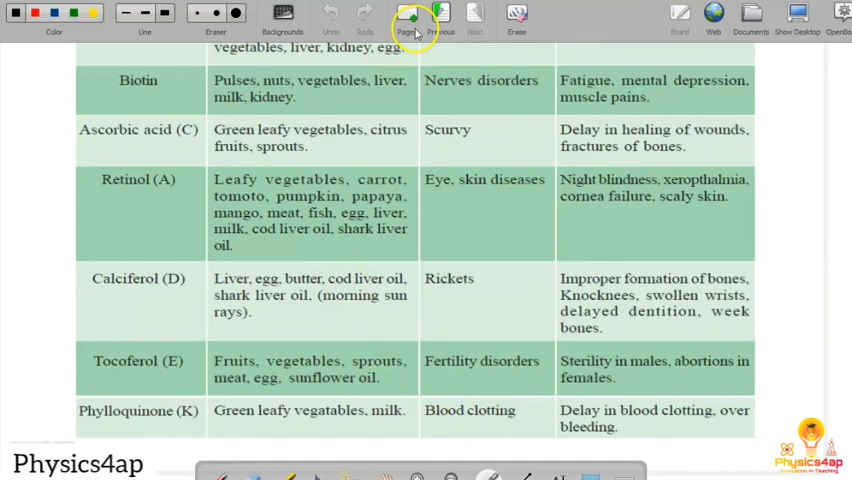 Color
Line
Eraser
Backgrounds
Undo
Redo
Pages
Previous
Next
Erase
Board
Web
Documents
Show Desktop
OpenBo
vegetables, liver, kidney, egg.
Biotin
Pulses, nuts, vegetables, liver,
milk, kidney.
Nerves disorders
Fatigue, mental depression,
muscle pains.
Ascorbic acid (C)
Green leafy vegetables, citrus
fruits, sprouts.
Scurvy
Delay in healing of wounds,
fractures of bones.
Retinol (A)
Leafy vegetables, carrot,
tomoto, pumpkin, papaya,
mango, meat, fish, egg, liver,
milk, cod liver oil, shark liver
oil.
Eye, skin diseases
Night blindness, xeropthalmia,
cornea failure, scaly skin.
Calciferol (D)
Liver, egg, butter, cod liver oil,
shark liver oil, (morning sun
rays).
Rickets
Improper formation of bones,
Knocknees, swollen wrists,
delayed dentition, week
bones.
Tocoferol (E)
Fruits, vegetables, sprouts,
meat, egg, sunflower oil.
Fertility disorders
Sterility in males, abortions in
females.
Phylloquinone (K)
Green leafy vegatables, milk.
Blood clotting
Delay in blood clotting, over
bleeding.
Physics4ap
Physics4ap